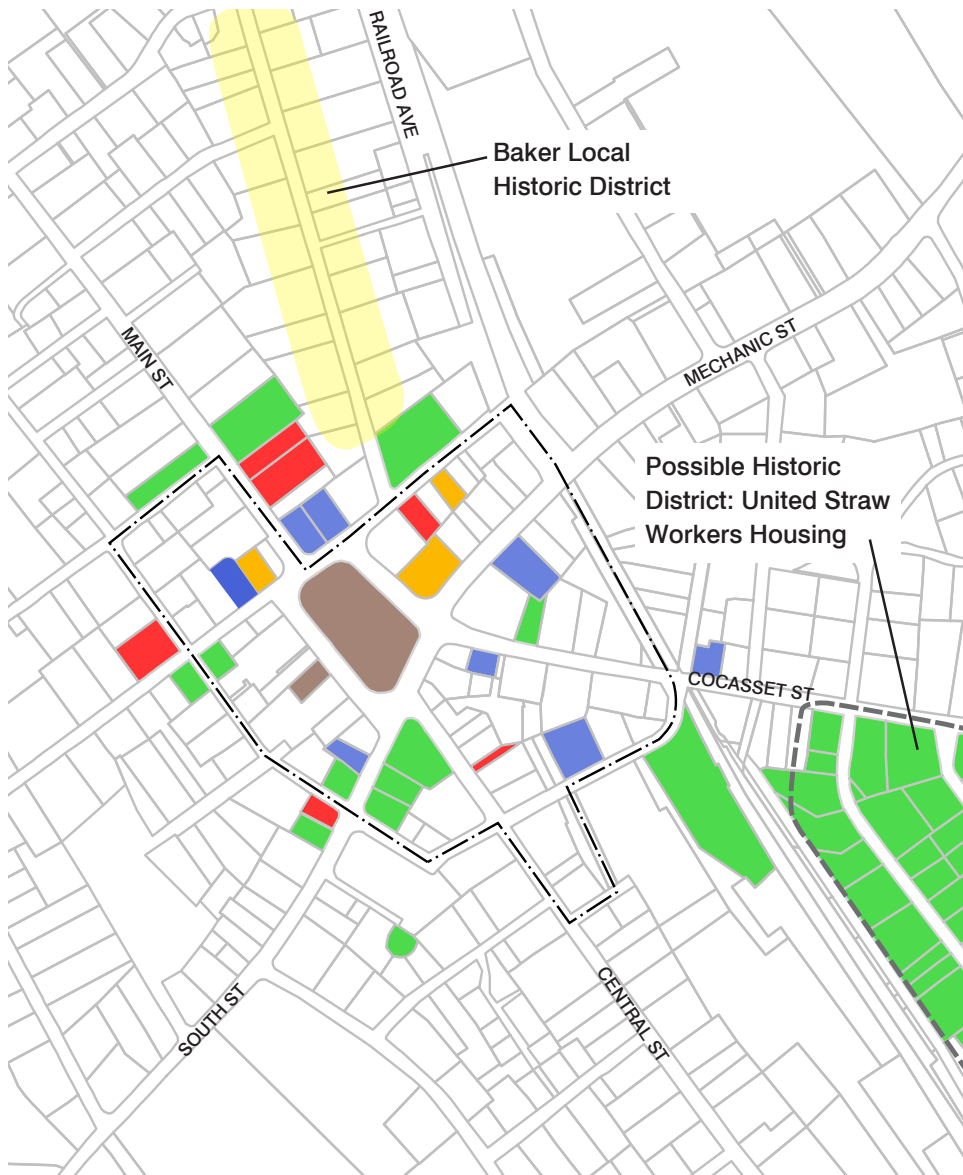 RAILROAD AVE
Baker Local
Historic District
MAIN ST
MECHANIC ST
Possible Historic
District: United Straw
Workers Housing
COCASSET ST
CENTRAL ST
SOUTH ST